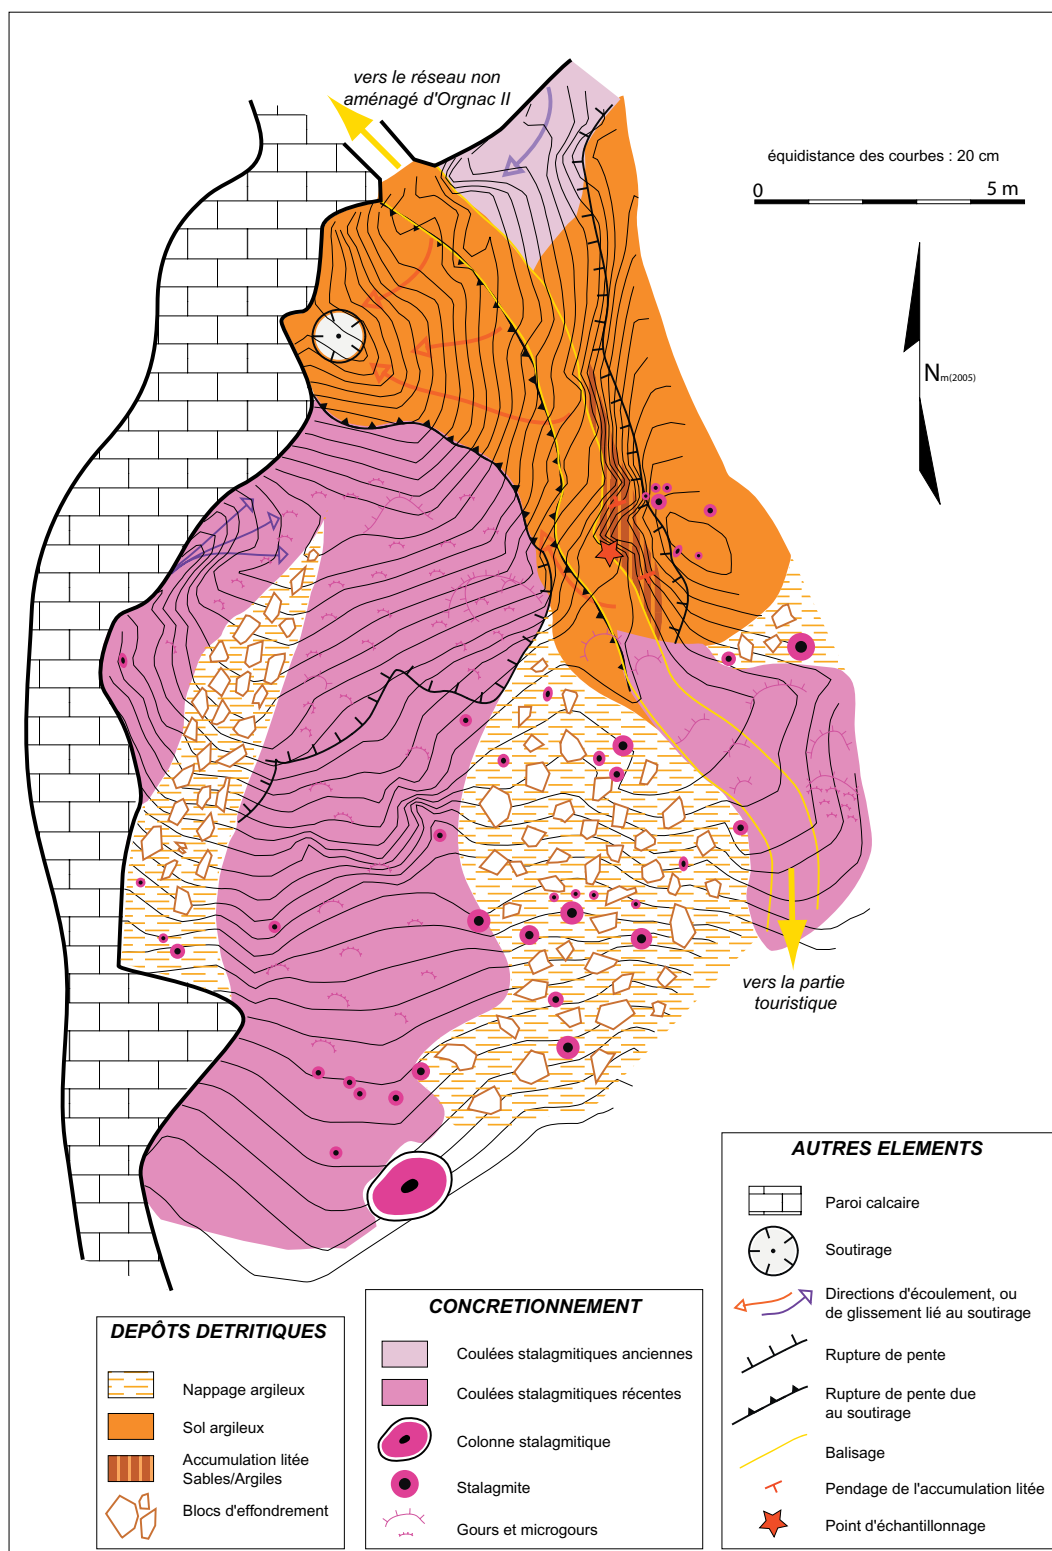 vers le réseau non
aménagé d'Orgnac II
équidistance des courbes : 20 cm
0
5 m
Nm(2005)
vers la partie
touristique
AUTRES ELEMENTS
Paroi calcaire
Soutirage
Directions d'écoulement, ou
de glissement lié au soutirage
Rupture de pente
Rupture de pente due
au soutirage
Balisage
Pendage de l'accumulation litée
Point d'échantillonnage
CONCRETIONNEMENT
Coulées stalagmitiques anciennes
Coulées stalagmitiques récentes
Colonne stalagmitique
Stalagmite
Gours et microgours
DEPÔTS DETRITIQUES
Nappage argileux
Sol argileux
Accumulation litée
Sables/Argiles
Blocs d'effondrement